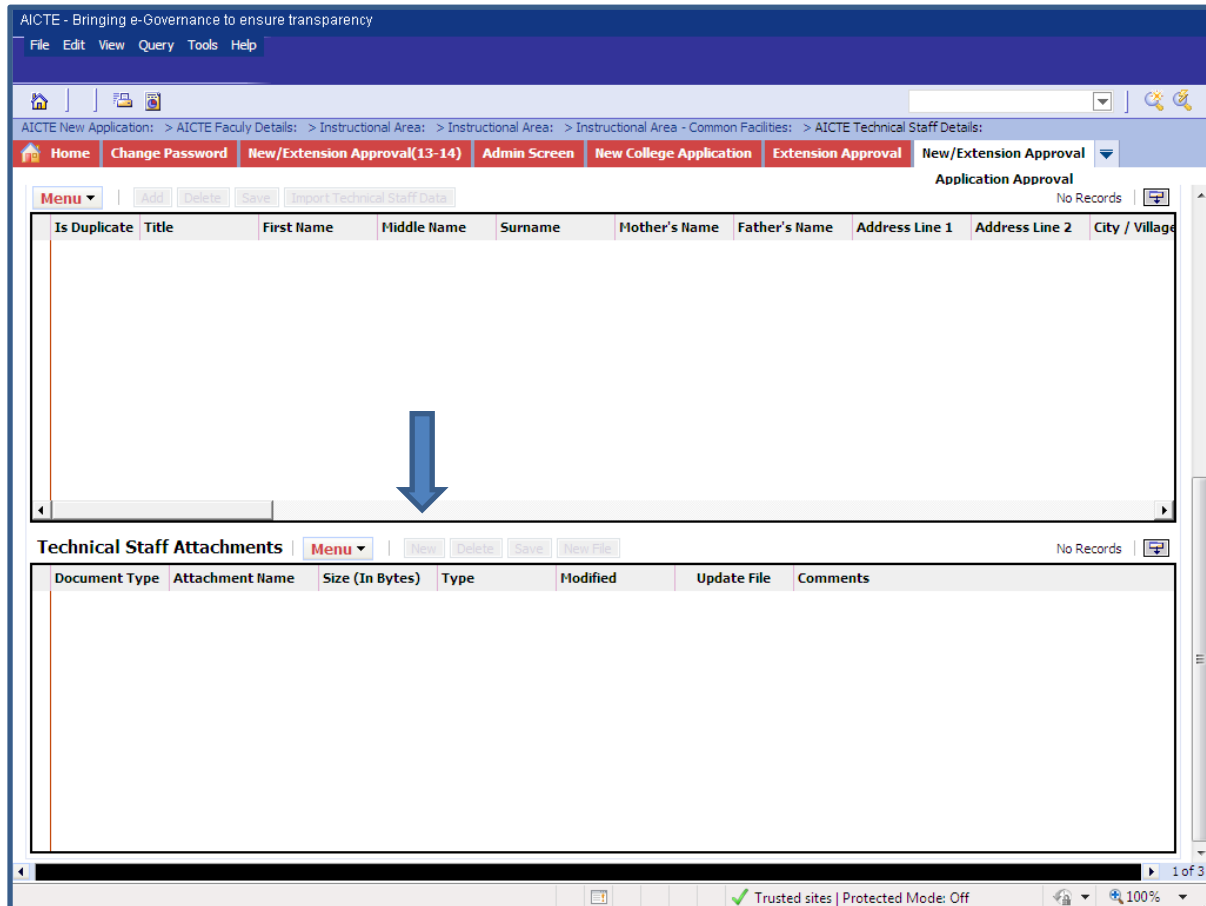 AICTE - Bringing e-Governance to ensure transparency
File Edit View Query Tools Help
AICTE New Application: > AICTE Faculy Details: > Instructional Area: > Instructional Area: > Instructional Area - Common Facilities: > AICTE Technical Staff Details:
Home Change Password New/Extension Approval(13-14) Admin Screen New College Application Extension Approval New/Extension Approval
Application Approval
Menu Add Delete Save Import Technical Staff Data No Records
Is Duplicate Title First Name Middle Name Surname Mother's Name Father's Name Address Line 1 Address Line 2 City / Village
Technical Staff Attachments Menu New Delete Save New File No Records
Document Type Attachment Name Size (In Bytes) Type Modified Update File Comments
1 of 3
Trusted sites | Protected Mode: Off 100%